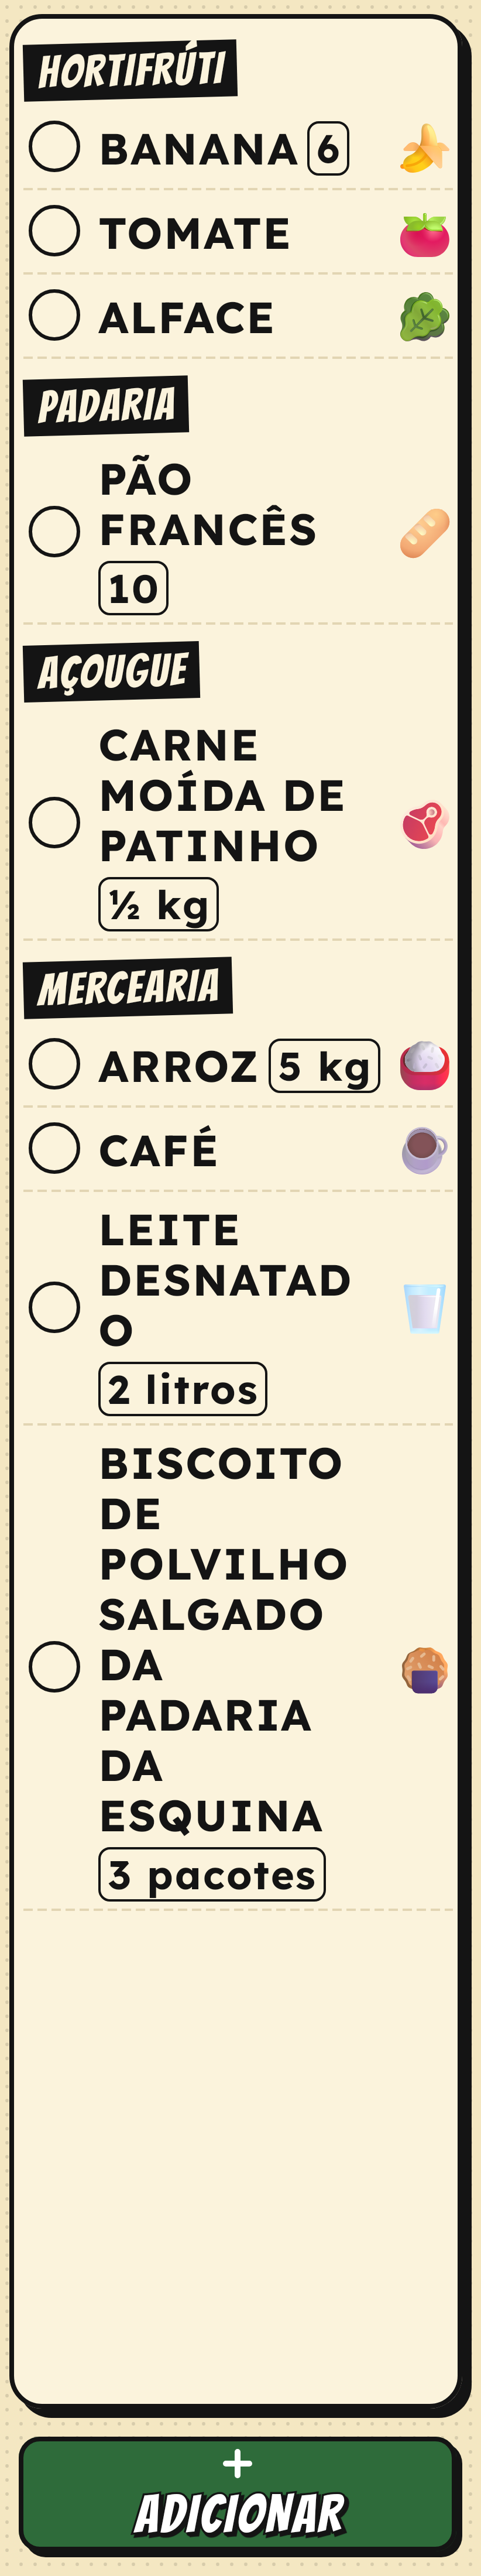 HORTIFRÚTI
BANANA 6
TOMATE
ALFACE
PADARIA
PÃO
FRANCÊS
10
AÇOUGUE
CARNE
MOÍDA DE
PATINHO
½ kg
MERCEARIA
ARROZ 5 kg
CAFÉ
LEITE
DESNATAD
O
2 litros
BISCOITO
DE
POLVILHO
SALGADO
DA
PADARIA
DA
ESQUINA
3 pacotes
+
ADICIONAR